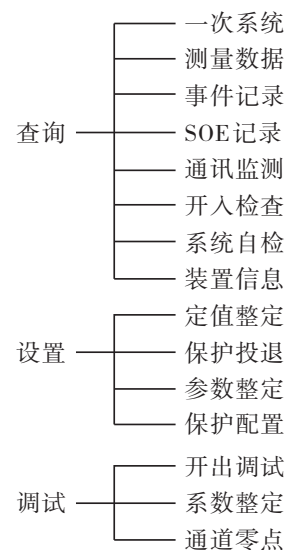 查询
一次系统
测量数据
事件记录
SOE记录
通讯监测
开入检查
系统自检
装置信息
设置
定值整定
保护投退
参数整定
保护配置
调试
开出调试
系数整定
通道零点